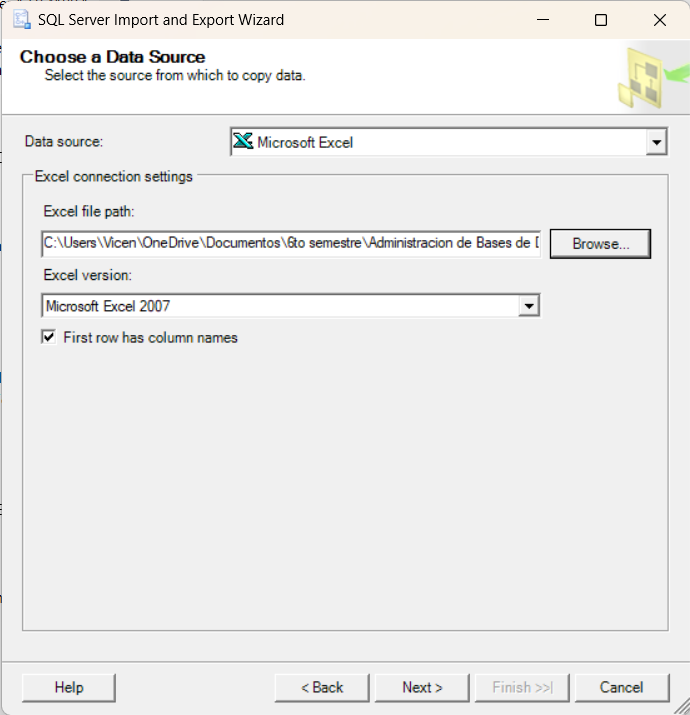 SQL Server Import and Export Wizard
Choose a Data Source
Select the source from which to copy data.
Data source:
Microsoft Excel
Excel connection settings
Excel file path:
C:\Users\Vicen\OneDrive\Documentos\6to semestre\Administracion de Bases de
Browse...
Excel version:
Microsoft Excel 2007
First row has column names
Help
< Back
Next >
Finish >>|
Cancel